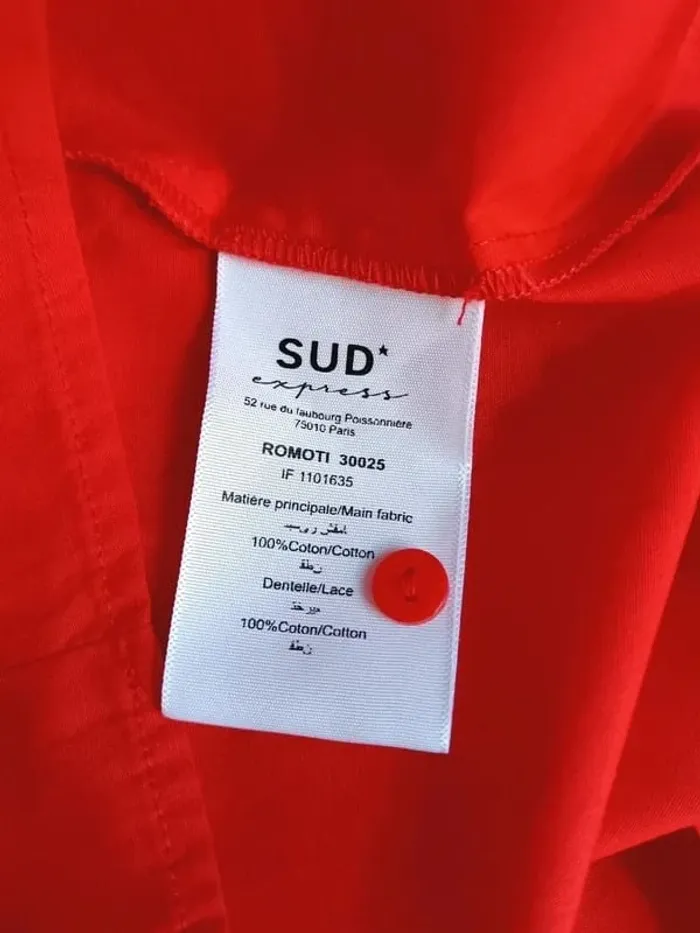 SUD*
express
52 rue du faubourg Poissonnière
75010 Paris
ROMOTI 30025
IF 1101635
Matière principale/Main fabric
100%Coton/Cotton
Dentelle/Lace
100%Coton/Cotton